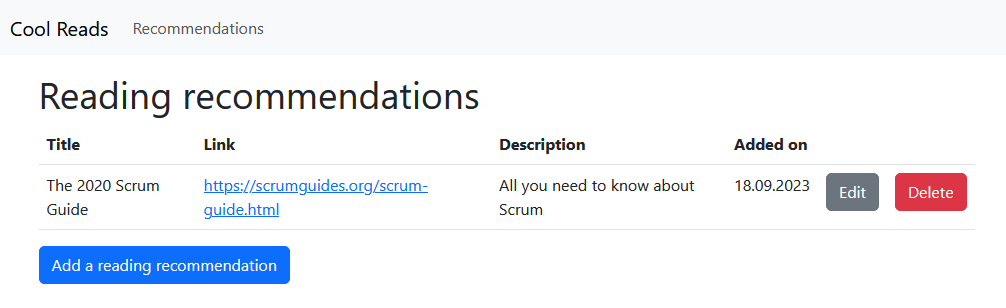 Cool Reads Recommendations
Reading recommendations
Title Link Description Added on
The 2020 Scrum https://scrumguides.org/scrum- All you need to know about 18.09.2023 Edit Delete
Guide guide.html Scrum
Add a reading recommendation